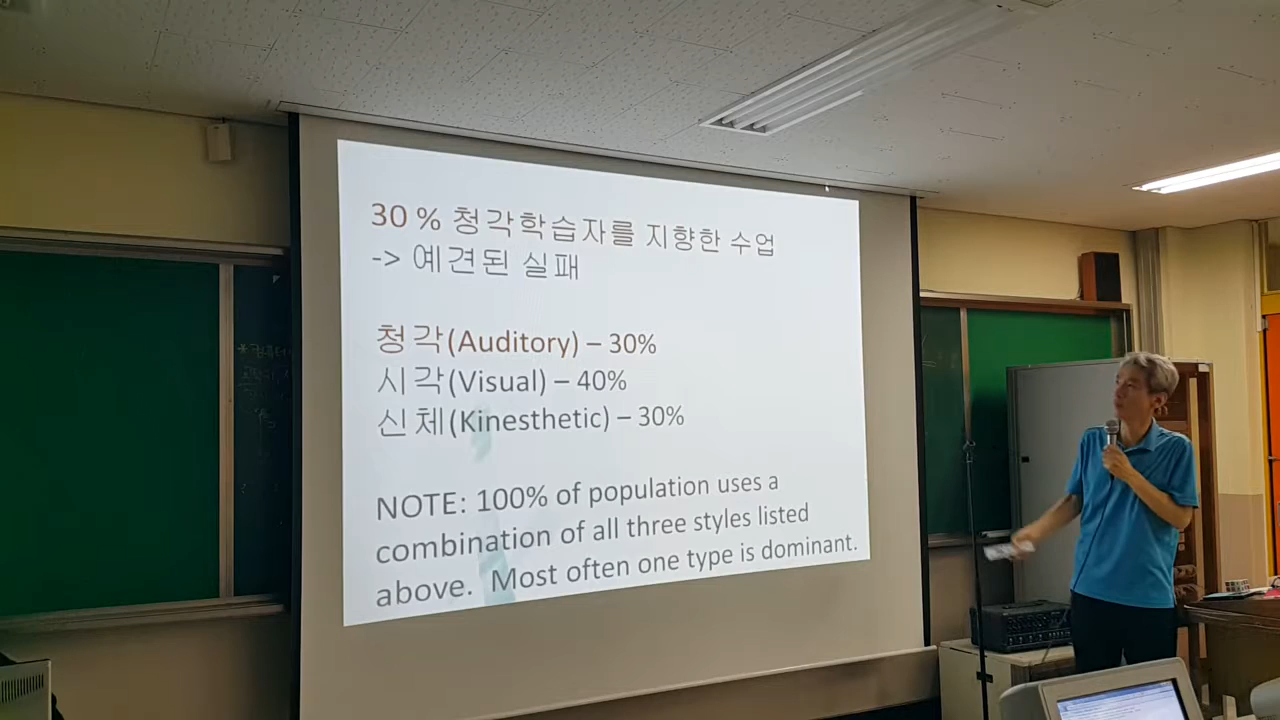 30 % 청각학습자를 지향한 수업
-> 예견된 실패
청각(Auditory) – 30%
시각(Visual) – 40%
신체(Kinesthetic) – 30%
NOTE: 100% of population uses a
combination of all three styles listed
above. Most often one type is dominant.